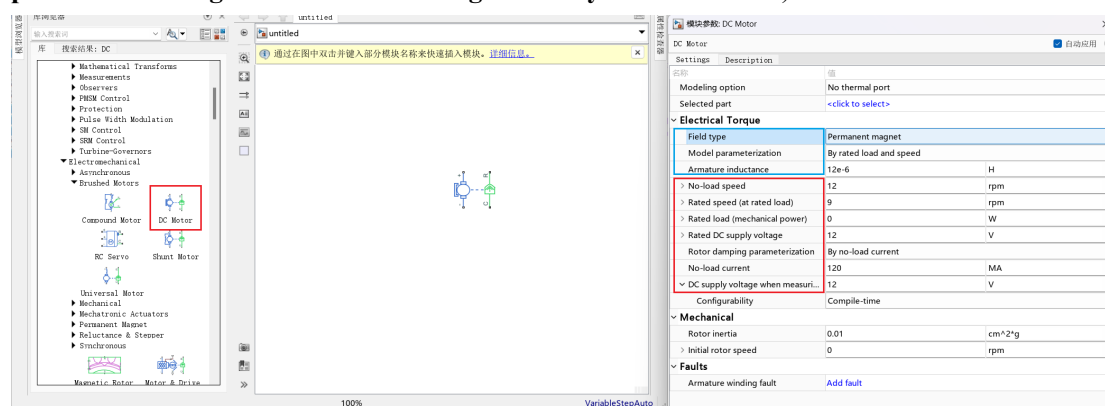 库浏览器
untitled
模块参数: DC Motor
输入搜索词
untitled
DC Motor
自动应用
库 搜索结果: DC
通过在图中双击并键入部分模块名称来快速插入模块。详细信息。
Settings Description
名称 值
Mathematical Transforms
Measurements
Observers
PMSM Control
Protection
Pulse Width Modulation
SM Control
SRM Control
Turbine-Governors
Electromechanical
Asynchronous
Brushed Motors
Compound Motor DC Motor
RC Servo Shunt Motor
Universal Motor
Mechanical
Mechatronic Actuators
Permanent Magnet
Reluctance & Stepper
Synchronous
Magnetic Rotor Motor & Drive
Modeling option No thermal port
Selected part <click to select>
Electrical Torque
Field type Permanent magnet
Model parameterization By rated load and speed
Armature inductance 12e-6 H
No-load speed 12 rpm
Rated speed (at rated load) 9 rpm
Rated load (mechanical power) 0 W
Rated DC supply voltage 12 V
Rotor damping parameterization By no-load current
No-load current 120 MA
DC supply voltage when measuri... 12 V
Configurability Compile-time
Mechanical
Rotor inertia 0.01 cm^2*g
Initial rotor speed 0 rpm
Faults
Armature winding fault Add fault
100% VariableStepAuto